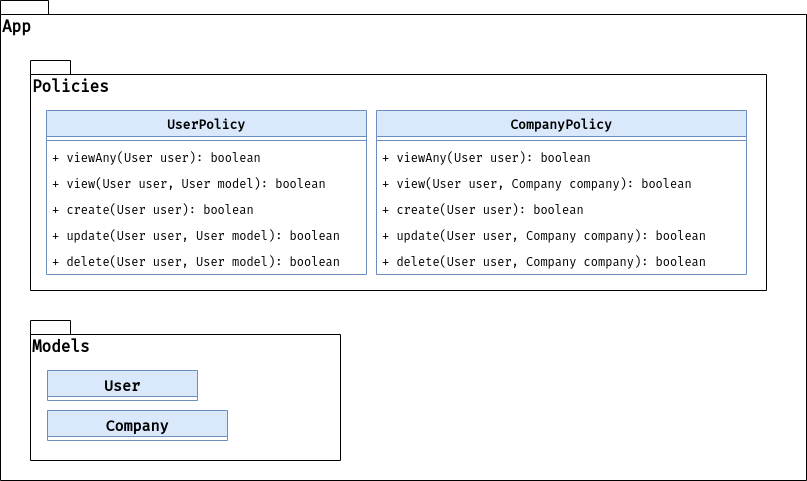 App
Policies
UserPolicy
+ viewAny(User user): boolean
+ view(User user, User model): boolean
+ create(User user): boolean
+ update(User user, User model): boolean
+ delete(User user, User model): boolean
CompanyPolicy
+ viewAny(User user): boolean
+ view(User user, Company company): boolean
+ create(User user): boolean
+ update(User user, Company company): boolean
+ delete(User user, Company company): boolean
Models
User
Company